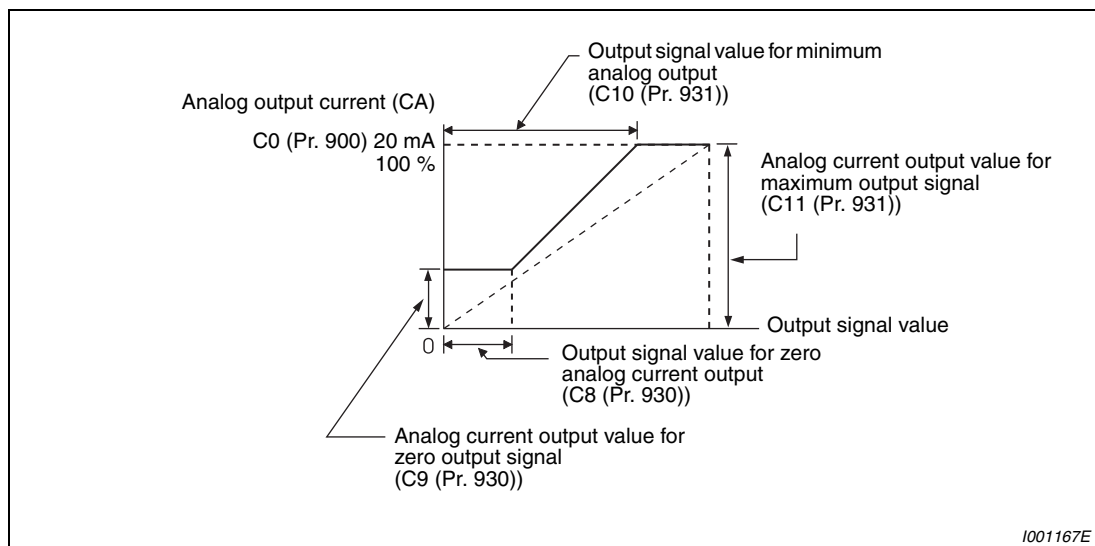 Output signal value for minimum
analog output
(C10 (Pr. 931))
Analog output current (CA)
C0 (Pr. 900) 20 mA
100 %
Analog current output value for
maximum output signal
(C11 (Pr. 931))
Output signal value
0
Output signal value for zero
analog current output
(C8 (Pr. 930))
Analog current output value for
zero output signal
(C9 (Pr. 930))
I001167E